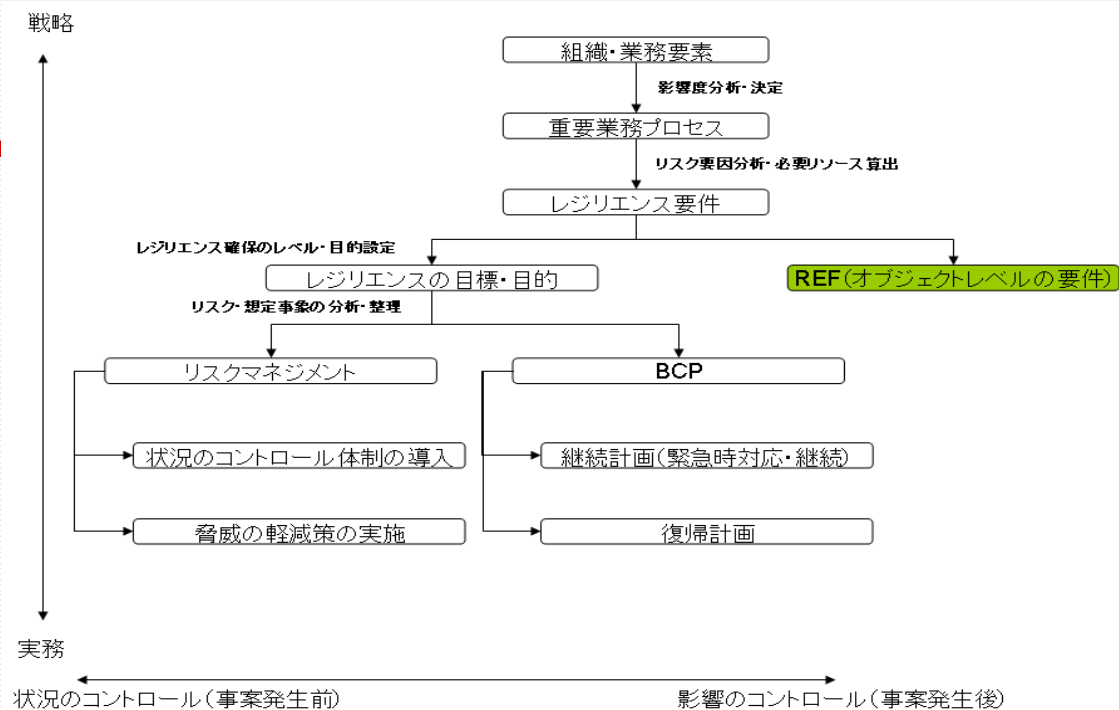 戦略
組織・業務要素
影響度分析・決定
重要業務プロセス
リスク要因分析・必要リソース算出
レジリエンス要件
レジリエンス確保のレベル・目的設定
レジリエンスの目標・目的
REF(オブジェクトレベルの要件)
リスク・想定事象の分析・整理
リスクマネジメント
BCP
状況のコントロール体制の導入
継続計画(緊急時対応・継続)
脅威の軽減策の実施
復帰計画
実務
状況のコントロール(事案発生前)
影響のコントロール(事案発生後)